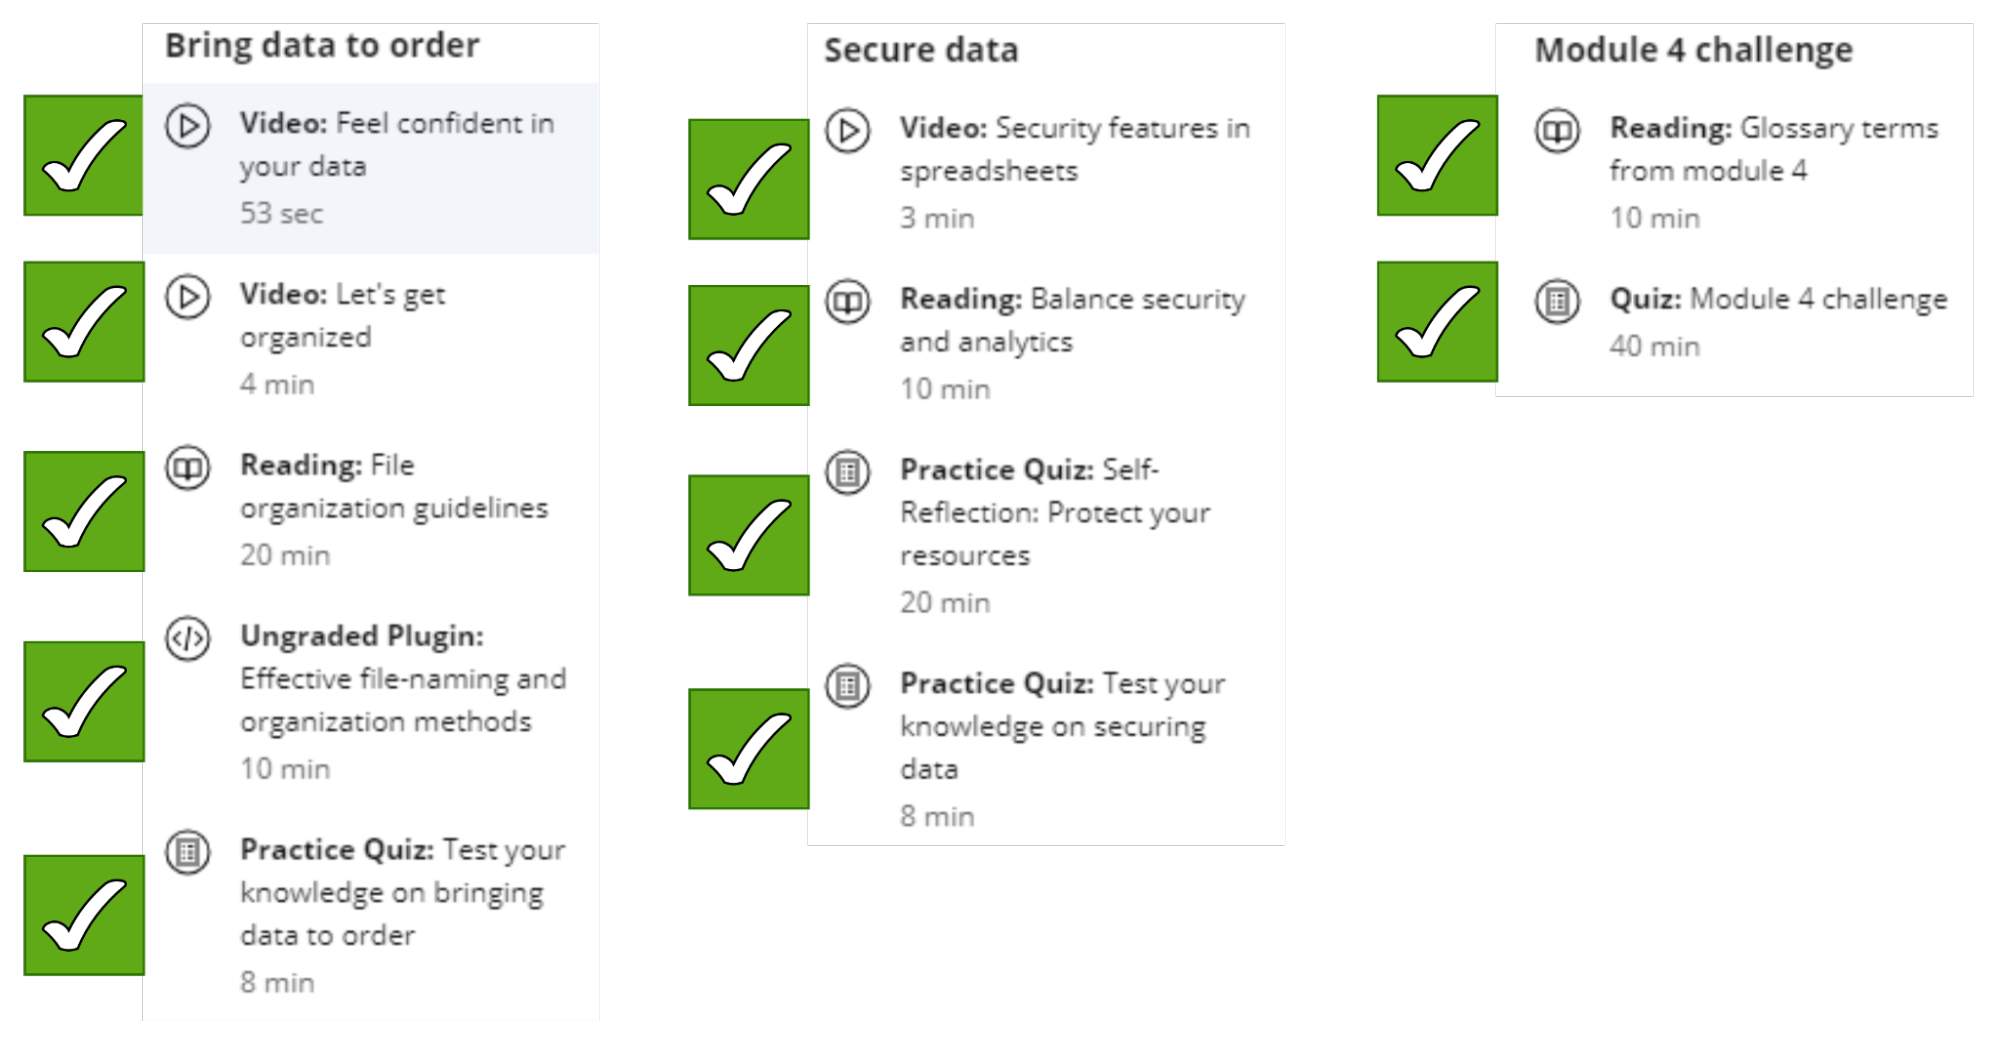 Bring data to order
Video: Feel confident in
your data
53 sec
Video: Let's get
organized
4 min
Reading: File
organization guidelines
20 min
Ungraded Plugin:
Effective file-naming and
organization methods
10 min
Practice Quiz: Test your
knowledge on bringing
data to order
8 min
Secure data
Video: Security features in
spreadsheets
3 min
Reading: Balance security
and analytics
10 min
Practice Quiz: Self-
Reflection: Protect your
resources
20 min
Practice Quiz: Test your
knowledge on securing
data
8 min
Module 4 challenge
Reading: Glossary terms
from module 4
10 min
Quiz: Module 4 challenge
40 min